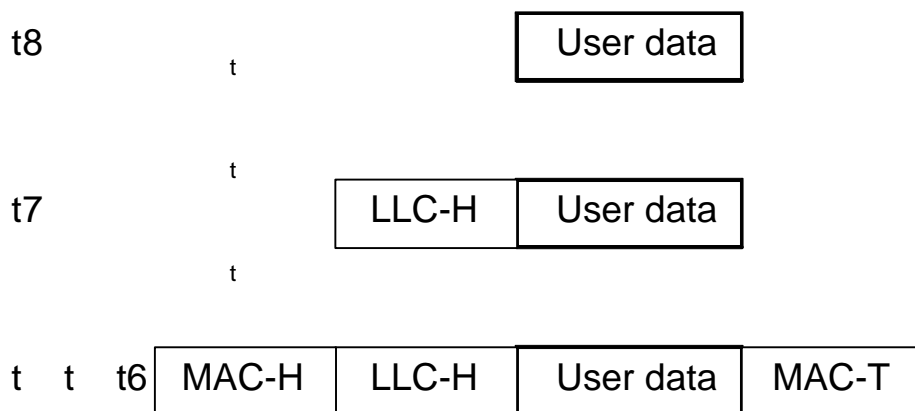 t8 User data
t
t
t7 LLC-H User data
t
t t t6 MAC-H LLC-H User data MAC-T